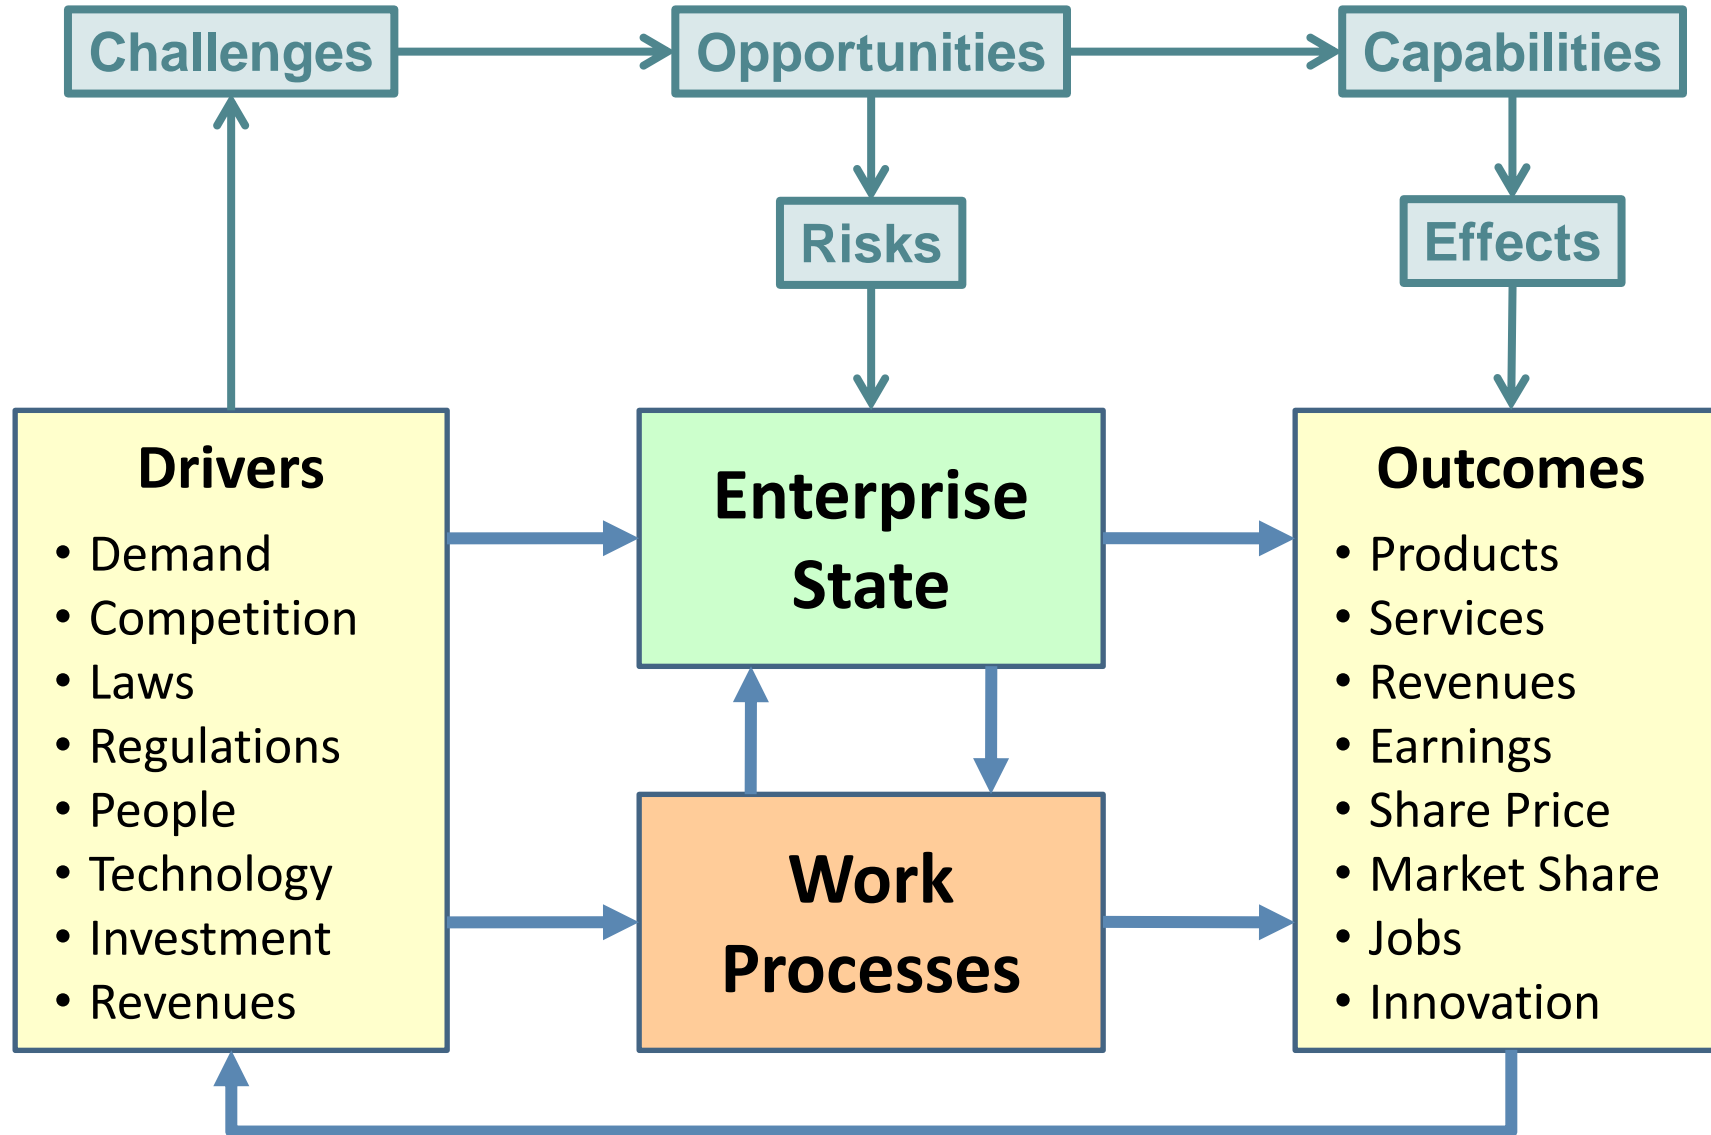 Challenges
Opportunities
Capabilities
Risks
Effects
Drivers
• Demand
• Competition
• Laws
• Regulations
• People
• Technology
• Investment
• Revenues
Enterprise
State
Work
Processes
Outcomes
• Products
• Services
• Revenues
• Earnings
• Share Price
• Market Share
• Jobs
• Innovation